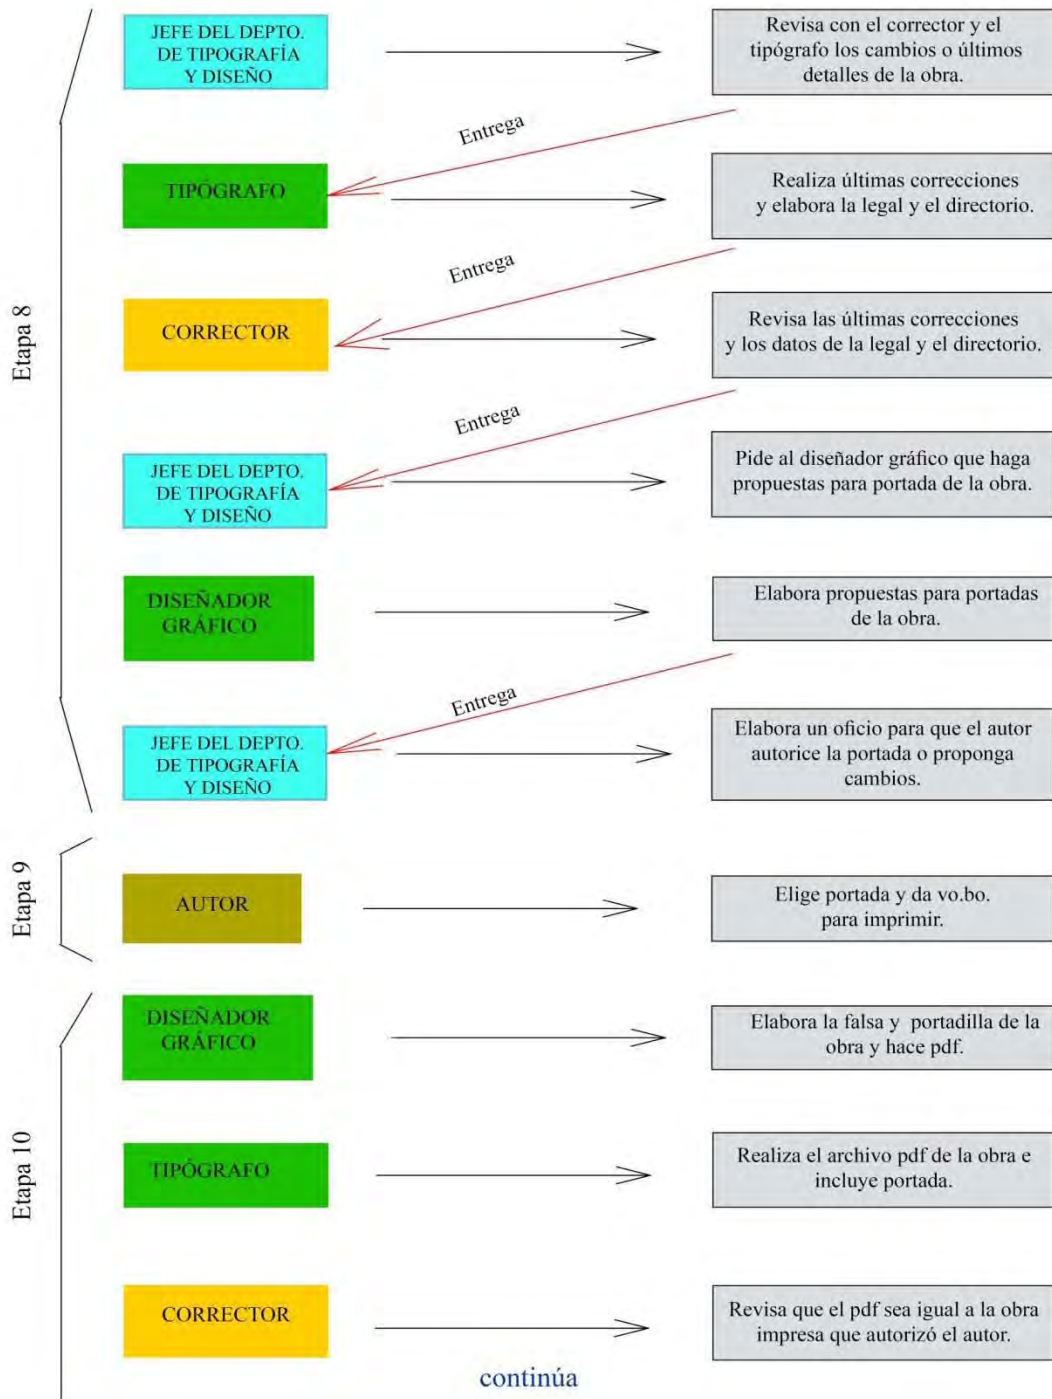 Etapa 8
JEFE DEL DEPTO.
DE TIPOGRAFÍA
Y DISEÑO
Revisa con el corrector y el
tipógrafo los cambios o últimos
detalles de la obra.
Entrega
TIPÓGRAFO
Realiza últimas correcciones
y elabora la legal y el directorio.
Entrega
CORRECTOR
Revisa las últimas correcciones
y los datos de la legal y el directorio.
Entrega
JEFE DEL DEPTO.
DE TIPOGRAFÍA
Y DISEÑO
Pide al diseñador gráfico que haga
propuestas para portada de la obra.
DISEÑADOR
GRÁFICO
Elabora propuestas para portadas
de la obra.
Entrega
JEFE DEL DEPTO.
DE TIPOGRAFÍA
Y DISEÑO
Elabora un oficio para que el autor
autorice la portada o proponga
cambios.
Etapa 9
AUTOR
Elige portada y da vo.bo.
para imprimir.
Etapa 10
DISEÑADOR
GRÁFICO
Elabora la falsa y portadilla de la
obra y hace pdf.
TIPÓGRAFO
Realiza el archivo pdf de la obra e
incluye portada.
CORRECTOR
Revisa que el pdf sea igual a la obra
impresa que autorizó el autor.
continúa